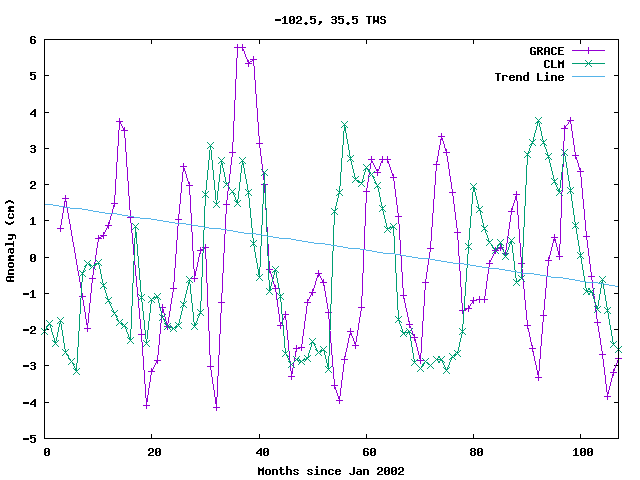 -102.5, 35.5 TWS
GRACE
CLM
Trend Line
6
5
4
3
2
1
0
-1
-2
-3
-4
-5
Anomaly (cm)
0 20 40 60 80 100
Months since Jan 2002